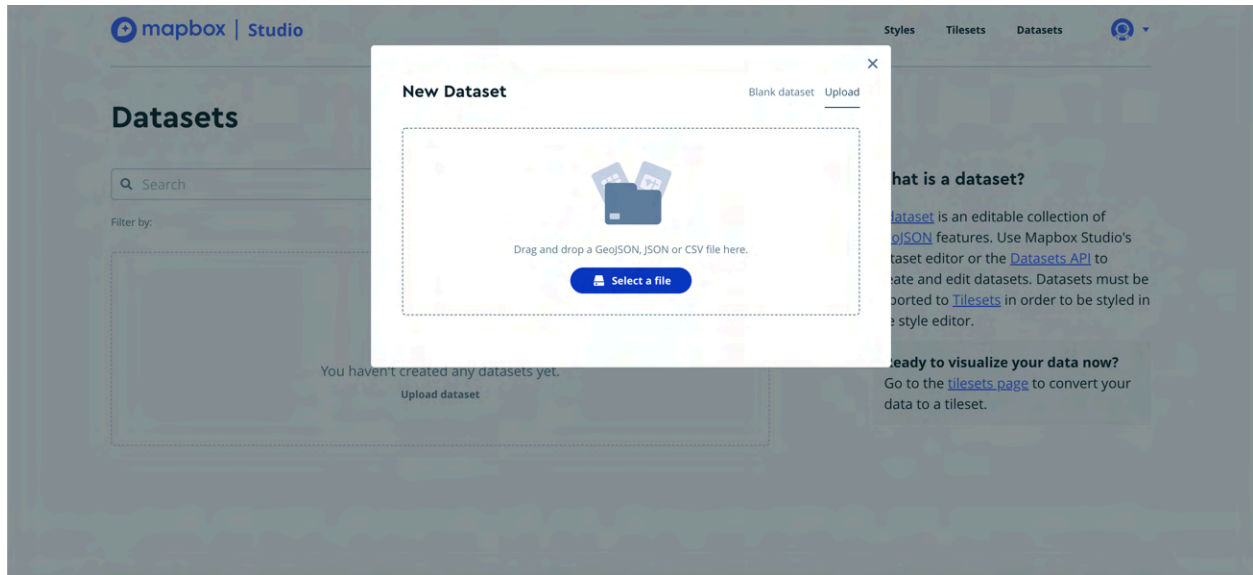 mapbox | Studio
Styles Tilesets Datasets
Datasets
Search
Filter by:
You haven't created any datasets yet.
Upload dataset
New Dataset
Blank dataset Upload
Drag and drop a GeoJSON, JSON or CSV file here.
Select a file
hat is a dataset?
dataset is an editable collection of
oJSON features. Use Mapbox Studio's
taset editor or the Datasets API to
eate and edit datasets. Datasets must be
ported to Tilesets in order to be styled in
e style editor.
eady to visualize your data now?
Go to the tilesets page to convert your
data to a tileset.